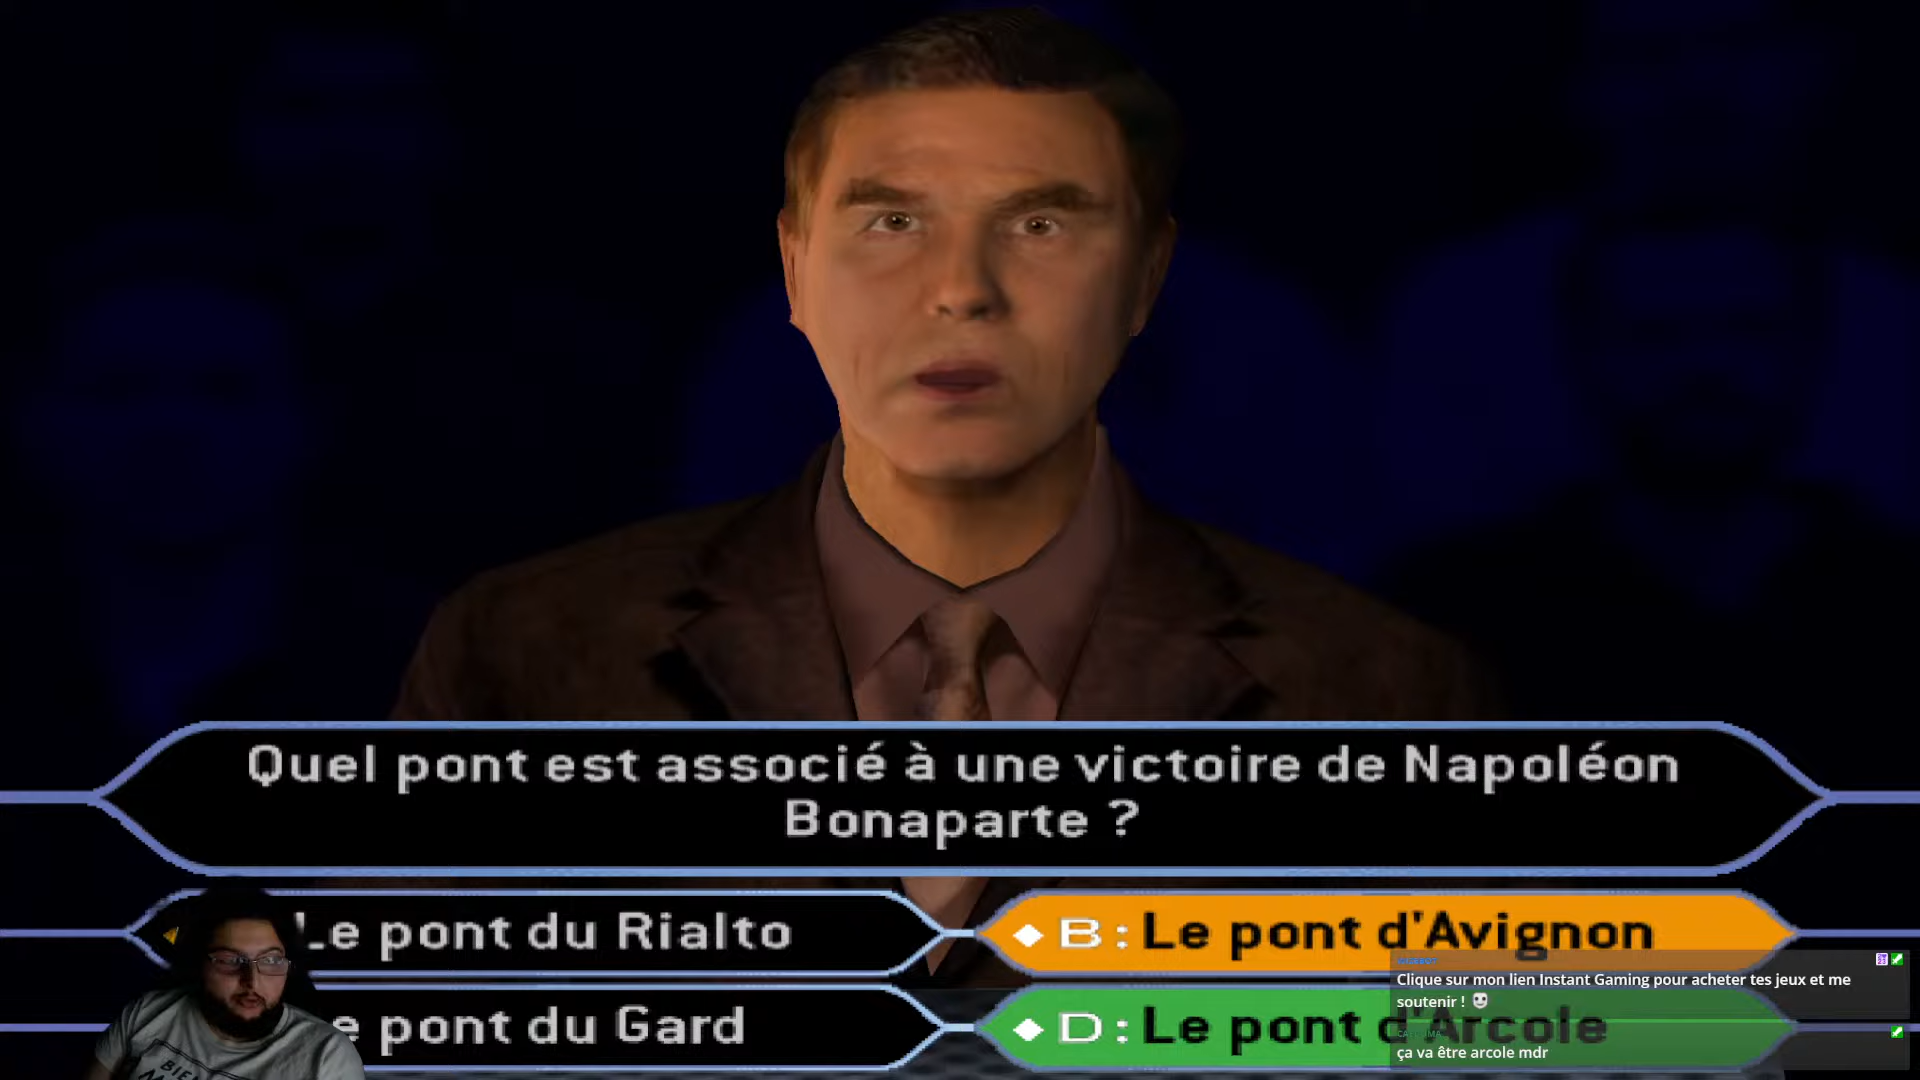 Quel pont est associé à une victoire de Napoléon
Bonaparte ?
Le pont du Rialto
B : Le pont d'Avignon
e pont du Gard
D : Le pont d'Arcole
Clique sur mon lien Instant Gaming pour acheter tes jeux et me
soutenir !
ça va être arcole mdr
BIEN